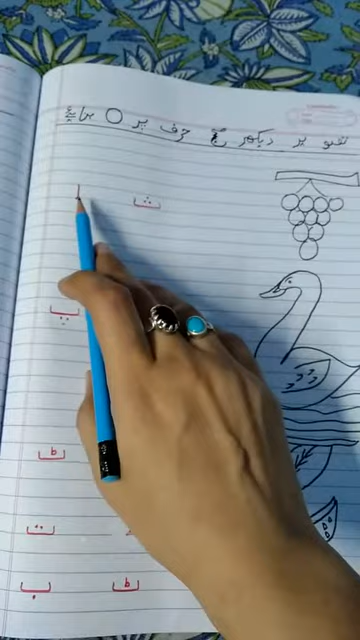 تصویر دیکھ کر صحیح حرف پر O بنائیے
ث ا
پ
ٹ
ت
ٹ ب